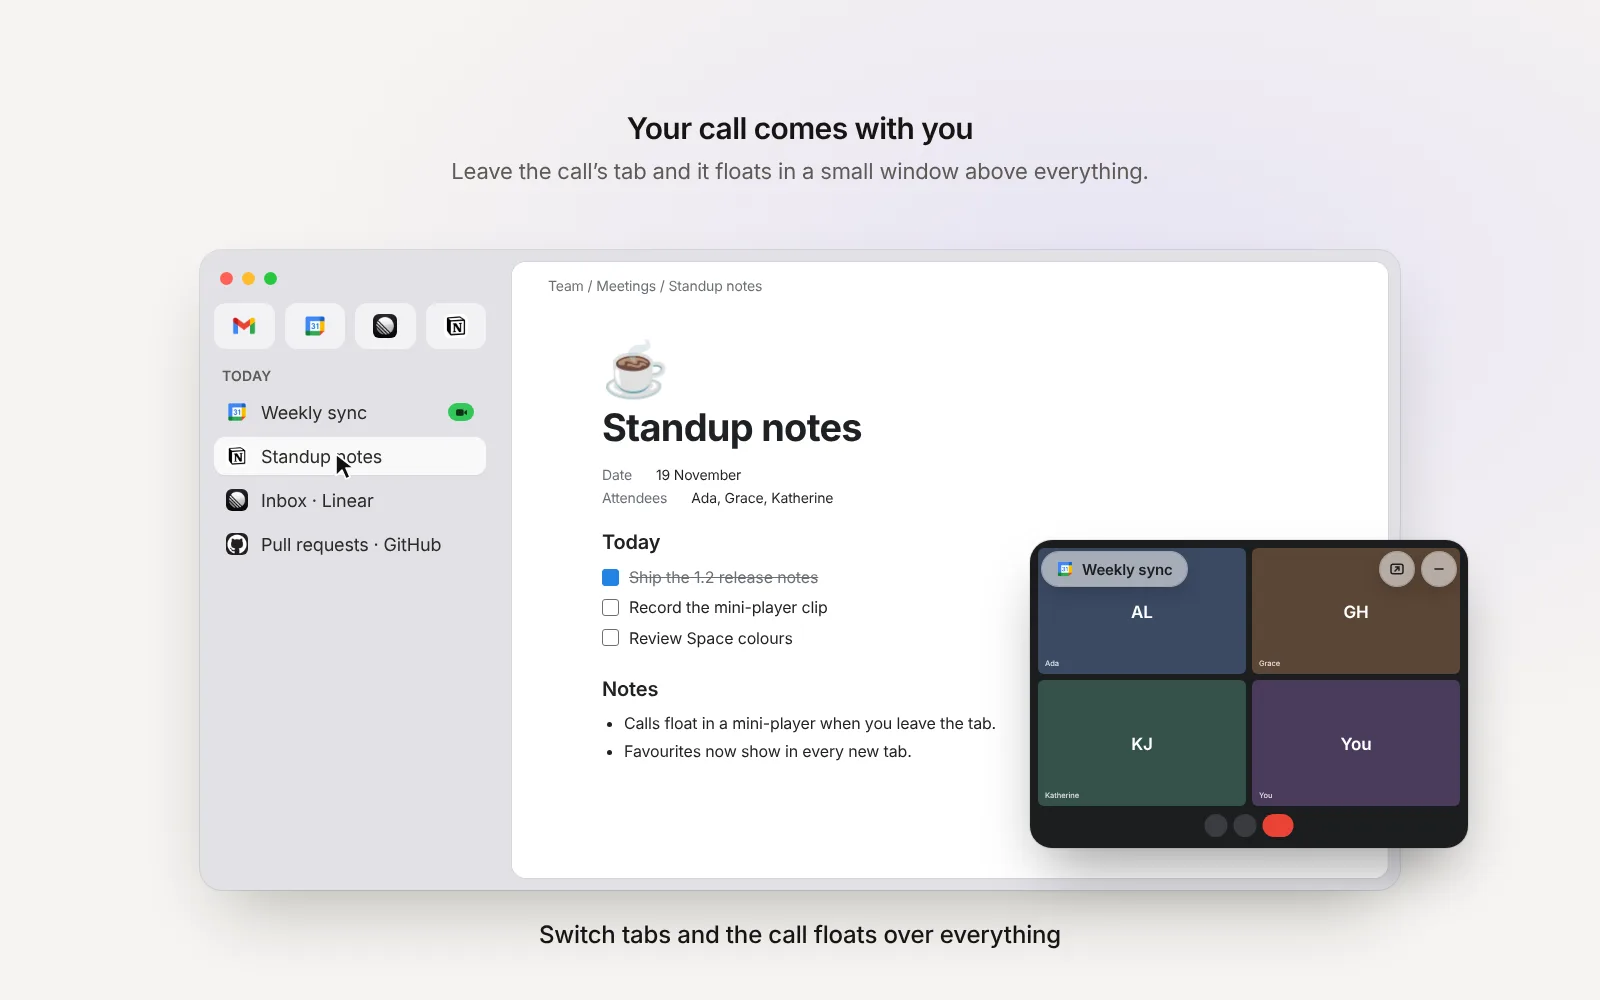 Your call comes with you
Leave the call’s tab and it floats in a small window above everything.
31
TODAY
31 Weekly sync
Standup notes
Inbox · Linear
Pull requests · GitHub
Team / Meetings / Standup notes
Standup notes
Date 19 November
Attendees Ada, Grace, Katherine
Today
Ship the 1.2 release notes
Record the mini-player clip
Review Space colours
Notes
• Calls float in a mini-player when you leave the tab.
• Favourites now show in every new tab.
31 Weekly sync
AL
Ada
GH
Grace
KJ
Katherine
You
You
Switch tabs and the call floats over everything